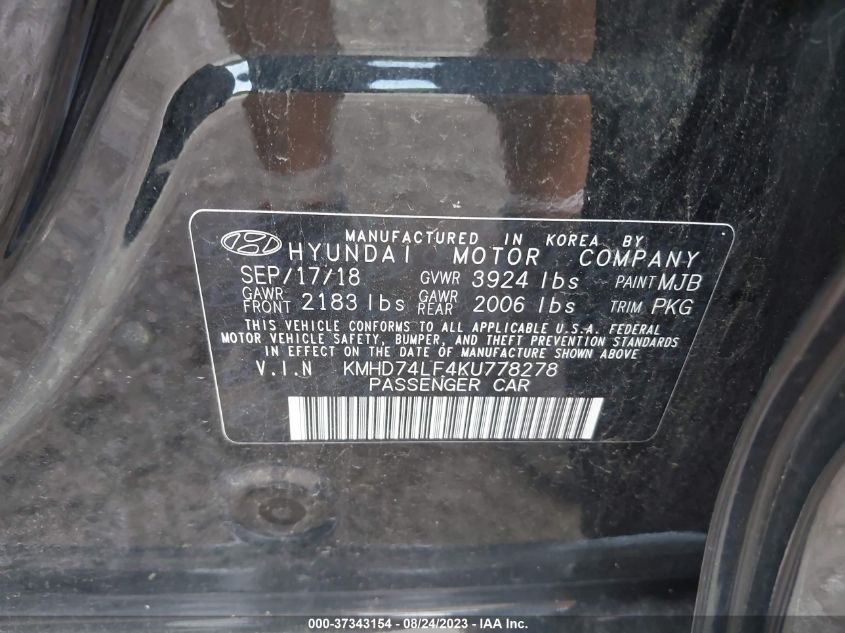 MANUFACTURED IN KOREA BY
HYUNDAI MOTOR COMPANY
SEP/17/18 GVWR 3924 lbs PAINT MJB
GAWR FRONT 2183 lbs GAWR REAR 2006 lbs TRIM PKG
THIS VEHICLE CONFORMS TO ALL APPLICABLE U.S.A. FEDERAL
MOTOR VEHICLE SAFETY, BUMPER, AND THEFT PREVENTION STANDARDS
IN EFFECT ON THE DATE OF MANUFACTURE SHOWN ABOVE
V.I.N KMHD74LF4KU778278
PASSENGER CAR
000-37343154 - 08/24/2023 - IAA Inc.